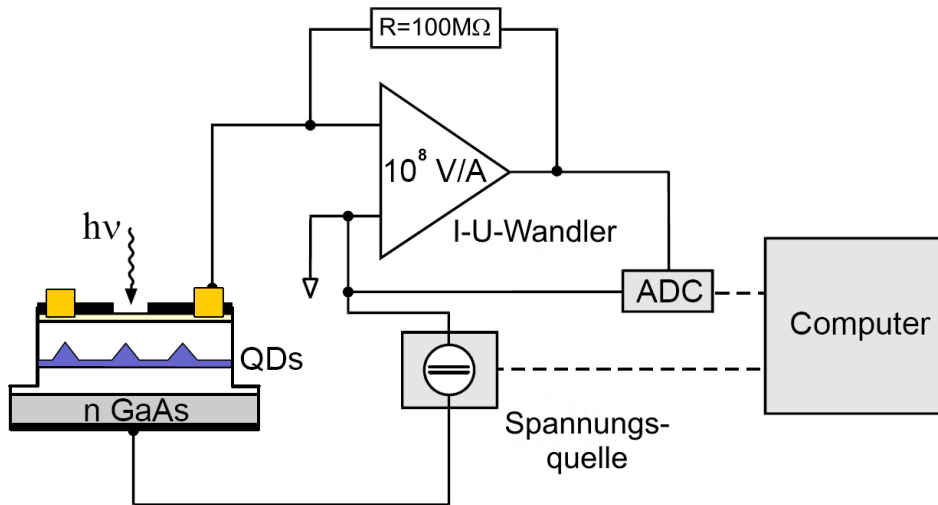 R=100MΩ
10⁸ V/A
I-U-Wandler
hν
ADC
Computer
QDs
n GaAs
Spannungs-
quelle